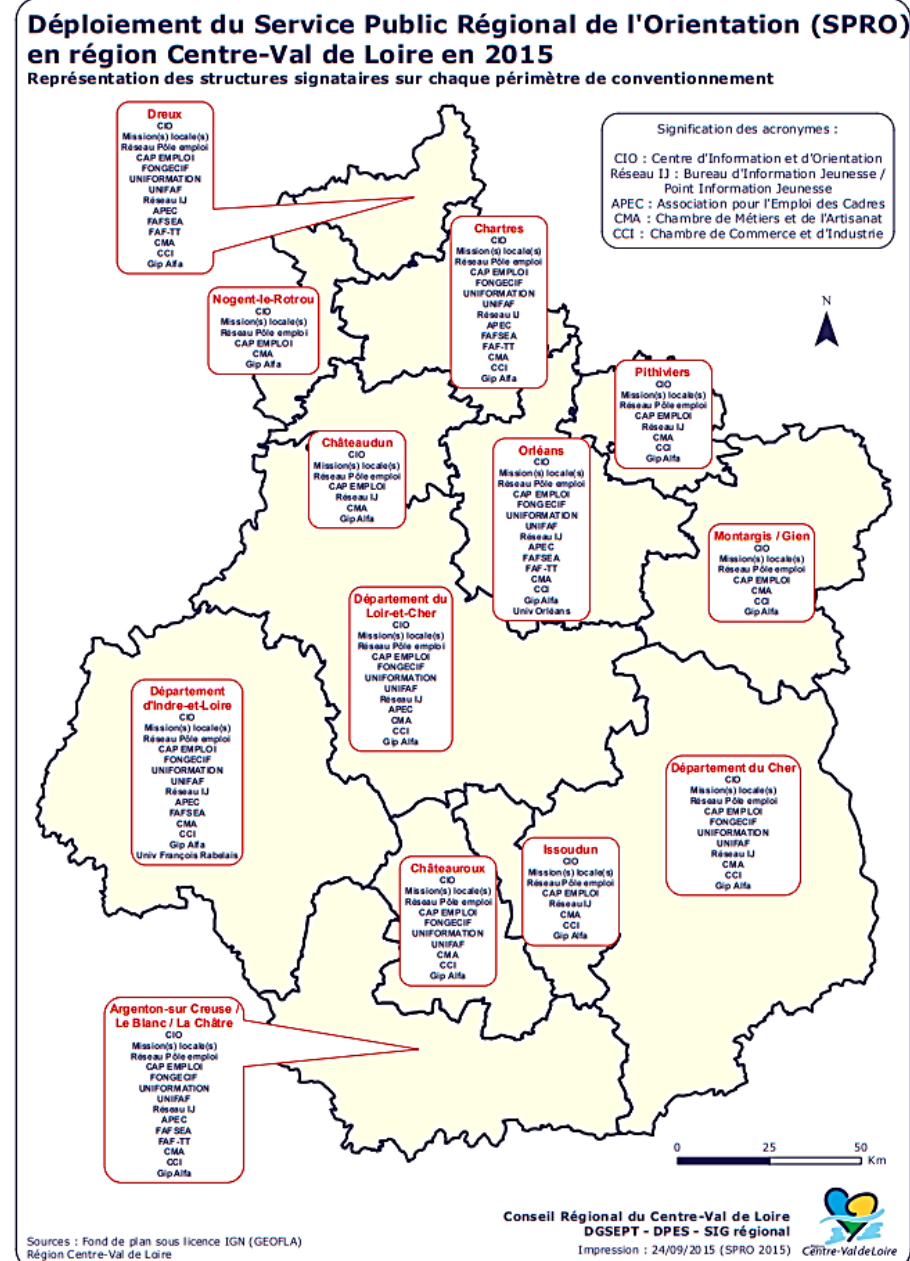 Déploiement du Service Public Régional de l'Orientation (SPRO)
en région Centre-Val de Loire en 2015
Représentation des structures signataires sur chaque périmètre de conventionnement
Dreux
CIO
Mission(s) locale(s)
Réseau Pôle emploi
CAP EMPLOI
FONGECIF
UNIFORMATION
UNIFAF
Réseau IJ
APEC
FAFSEA
FAF-TT
CMA
CCI
Gip Alfa
Signification des acronymes :
CIO : Centre d'Information et d'Orientation
Réseau IJ : Bureau d'Information Jeunesse /
Point Information Jeunesse
APEC : Association pour l'Emploi des Cadres
CMA : Chambre de Métiers et de l'Artisanat
CCI : Chambre de Commerce et d'Industrie
Chartres
CIO
Mission(s) locale(s)
Réseau Pôle emploi
CAP EMPLOI
FONGECIF
UNIFORMATION
UNIFAF
Réseau IJ
APEC
FAFSEA
FAF-TT
CMA
CCI
Gip Alfa
Nogent-le-Rotrou
CIO
Mission(s) locale(s)
Réseau Pôle emploi
CAP EMPLOI
CMA
Gip Alfa
N
Pithiviers
CIO
Mission(s) locale(s)
Réseau Pôle emploi
CAP EMPLOI
Réseau IJ
CMA
CCI
Gip Alfa
Châteaudun
CIO
Mission(s) locale(s)
Réseau Pôle emploi
CAP EMPLOI
Réseau IJ
CMA
Gip Alfa
Orléans
CIO
Mission(s) locale(s)
Réseau Pôle emploi
CAP EMPLOI
FONGECIF
UNIFORMATION
UNIFAF
Réseau IJ
APEC
FAFSEA
FAF-TT
CMA
CCI
Gip Alfa
Univ Orléans
Montargis / Gien
CIO
Mission(s) locale(s)
Réseau Pôle emploi
CAP EMPLOI
CMA
CCI
Gip Alfa
Département du
Loir-et-Cher
CIO
Mission(s) locale(s)
Réseau Pôle emploi
CAP EMPLOI
FONGECIF
UNIFORMATION
UNIFAF
Réseau IJ
APEC
CMA
CCI
Gip Alfa
Département
d'Indre-et-Loire
CIO
Mission(s) locale(s)
Réseau Pôle emploi
CAP EMPLOI
FONGECIF
UNIFORMATION
UNIFAF
Réseau IJ
APEC
FAFSEA
CMA
CCI
Gip Alfa
Univ François Rabelais
Département du Cher
CIO
Mission(s) locale(s)
Réseau Pôle emploi
CAP EMPLOI
FONGECIF
UNIFORMATION
UNIFAF
Réseau IJ
CMA
CCI
Gip Alfa
Issoudun
CIO
Mission(s) locale(s)
Réseau Pôle emploi
CAP EMPLOI
Réseau IJ
CMA
CCI
Gip Alfa
Châteauroux
CIO
Mission(s) locale(s)
Réseau Pôle emploi
CAP EMPLOI
FONGECIF
UNIFORMATION
UNIFAF
CMA
CCI
Gip Alfa
Argenton-sur Creuse /
Le Blanc / La Châtre
CIO
Mission(s) locale(s)
Réseau Pôle emploi
CAP EMPLOI
FONGECIF
UNIFORMATION
UNIFAF
Réseau IJ
APEC
FAFSEA
FAF-TT
CMA
CCI
Gip Alfa
0 25 50
Km
Conseil Régional du Centre-Val de Loire
DGSEPT - DPES - SIG régional
Impression : 24/09/2015 (SPRO 2015)
Centre-Val de Loire
Sources : Fond de plan sous licence IGN (GEOFLA)
Région Centre-Val de Loire